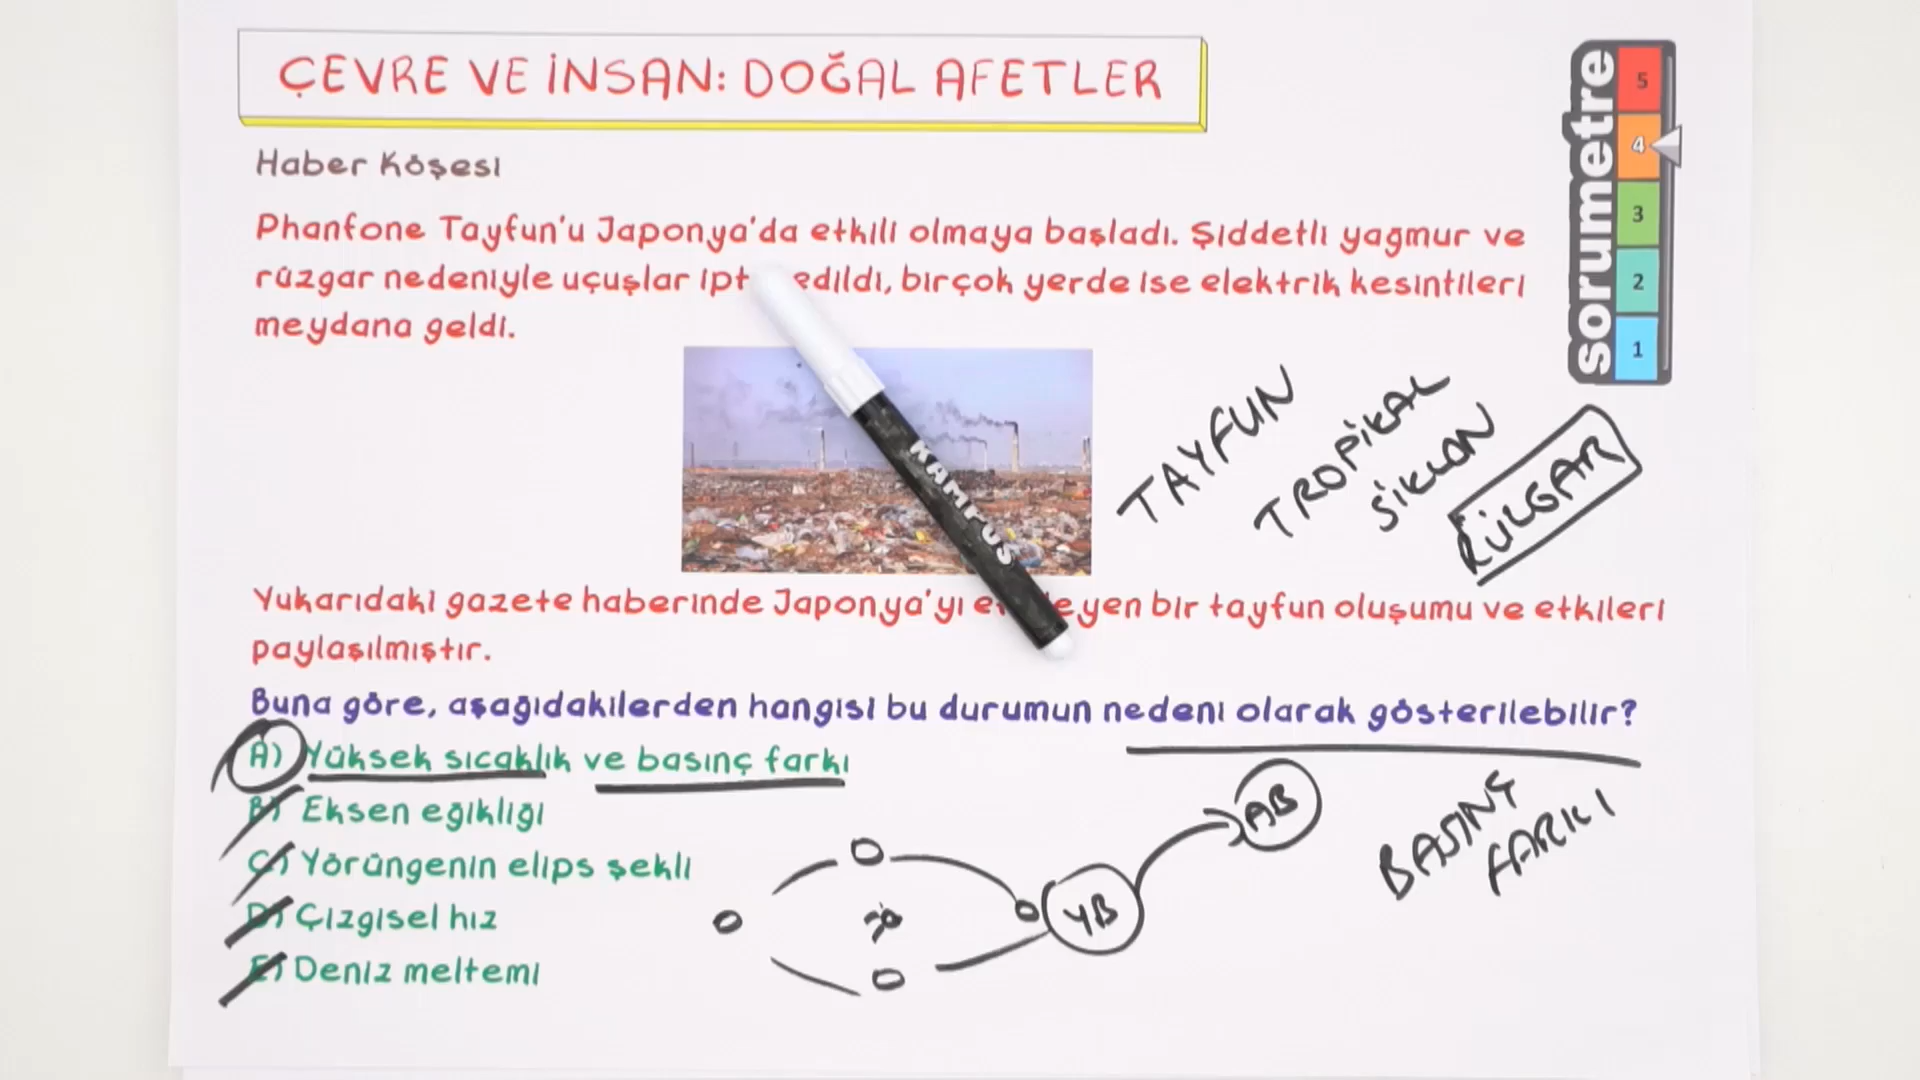 ÇEVRE VE İNSAN: DOĞAL AFETLER
Haber Köşesi
Phanfone Tayfun'u Japonya'da etkili olmaya başladı. Şiddetli yağmur ve
rüzgar nedeniyle uçuşlar ipt edildi, birçok yerde ise elektrik kesintileri
meydana geldi.
sorumetre
5
4
3
2
1
KAMPUS
TAYFUN
TROPİKAL
SİKLON
RÜZGAR
Yukarıdaki gazete haberinde Japonya'yı et eyen bir tayfun oluşumu ve etkileri
paylaşılmıştır.
Buna göre, aşağıdakilerden hangisi bu durumun nedeni olarak gösterilebilir?
A) Yüksek sıcaklık ve basınç farkı
B) Eksen eğikliği
C) Yörüngenin elips şekli
D) Çizgisel hız
E) Deniz meltemi
YB
AB
BASINÇ
FARKI